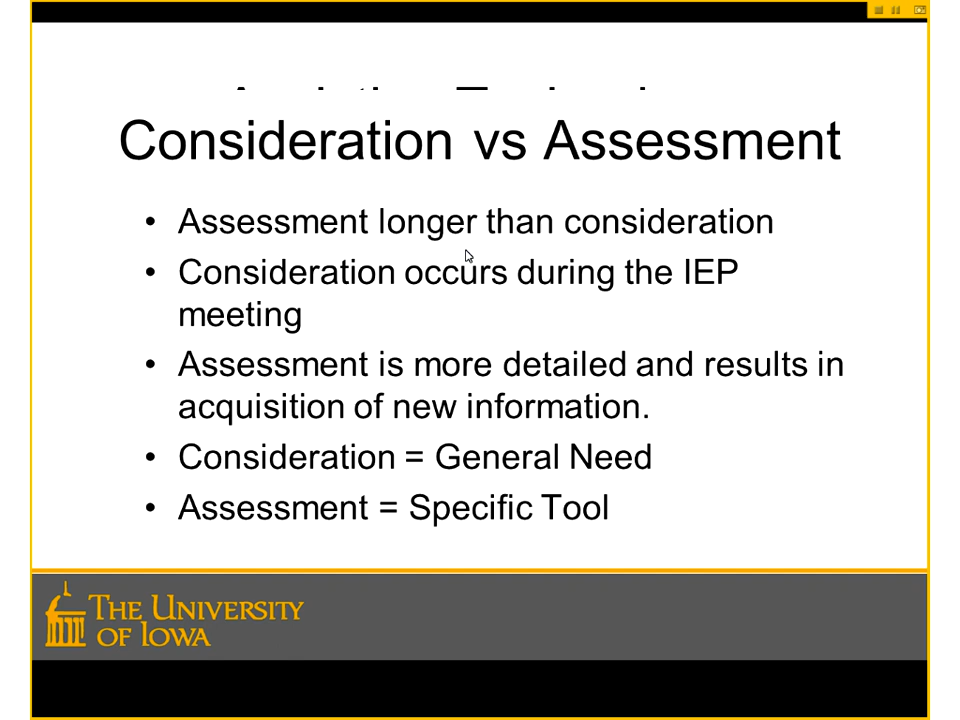 Consideration vs Assessment
• Assessment longer than consideration
• Consideration occurs during the IEP
meeting
• Assessment is more detailed and results in
acquisition of new information.
• Consideration = General Need
• Assessment = Specific Tool
THE UNIVERSITY
OF IOWA